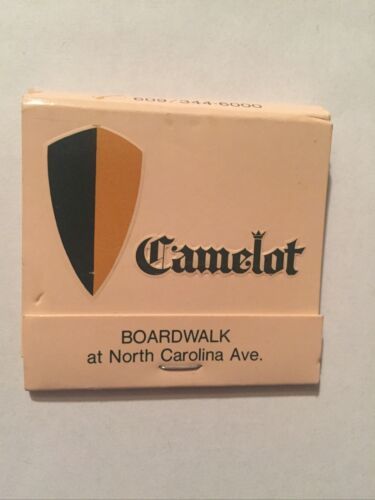 609/344-6000
Camelot
BOARDWALK
at North Carolina Ave.